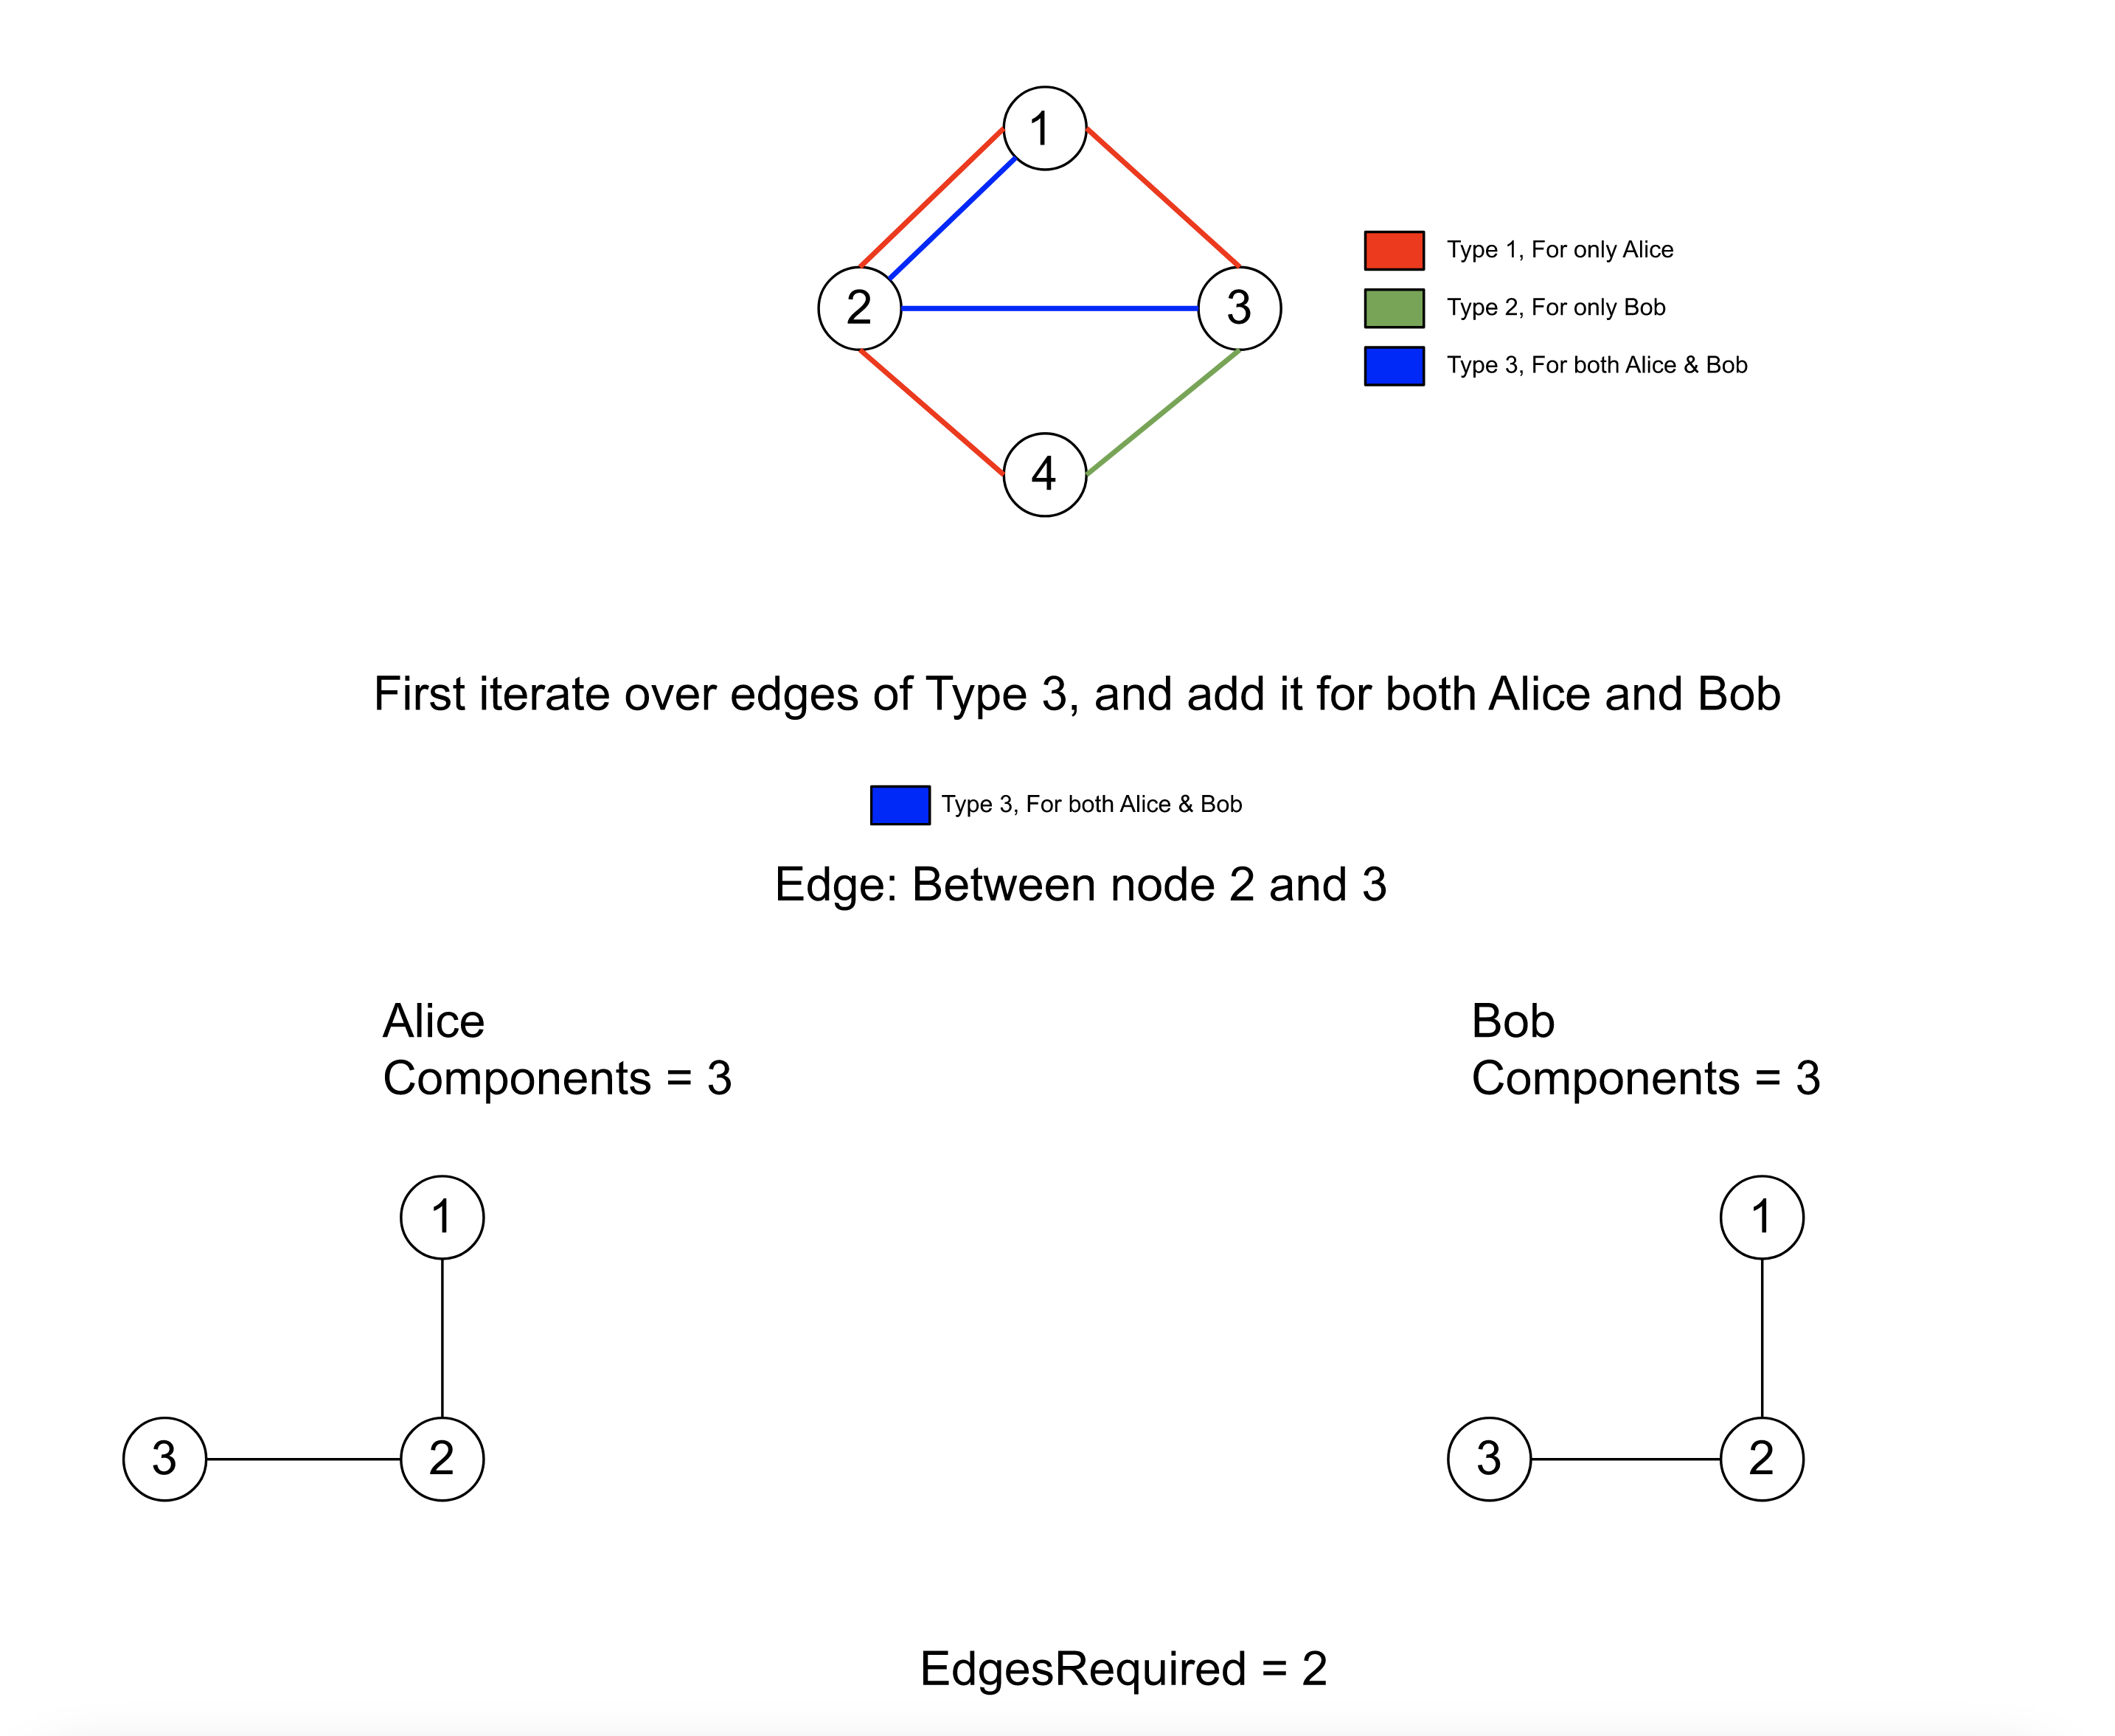 1
2
3
4
Type 1, For only Alice
Type 2, For only Bob
Type 3, For both Alice & Bob
First iterate over edges of Type 3, and add it for both Alice and Bob
Type 3, For both Alice & Bob
Edge: Between node 2 and 3
Alice
Components = 3
Bob
Components = 3
1
3
2
1
3
2
EdgesRequired = 2